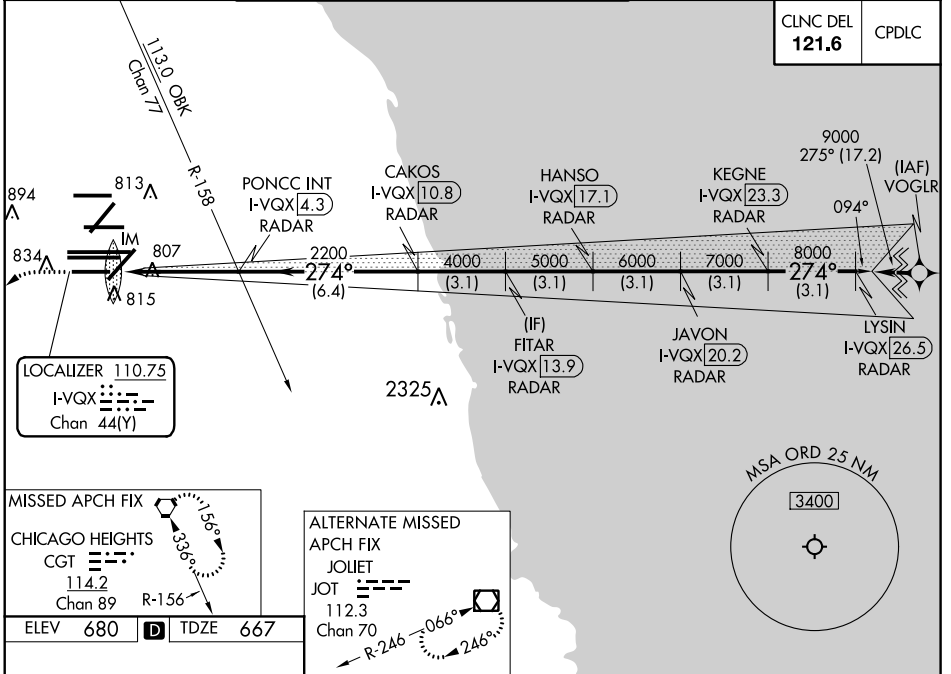 CLNC DEL
121.6
CPDLC
113.0 OBK
Chan 77
R-158
9000
275° (17.2)
(IAF)
VOGLR
094°
894
813
PONCC INT
I-VQX 4.3
RADAR
CAKOS
I-VQX 10.8
RADAR
HANSO
I-VQX 17.1
RADAR
KEGNE
I-VQX 23.3
RADAR
IM
834
807
815
2200
274°
(6.4)
4000
(3.1)
5000
(3.1)
6000
(3.1)
7000
(3.1)
8000
274°
(3.1)
(IF)
FITAR
I-VQX 13.9
RADAR
JAVON
I-VQX 20.2
RADAR
LYSIN
I-VQX 26.5
RADAR
LOCALIZER 110.75
I-VQX
Chan 44(Y)
2325
MSA ORD 25 NM
3400
MISSED APCH FIX
CHICAGO HEIGHTS
CGT
114.2
Chan 89
R-156
336°
156°
ALTERNATE MISSED
APCH FIX
JOLIET
JOT
112.3
Chan 70
R-246
066°
246°
ELEV 680 D TDZE 667